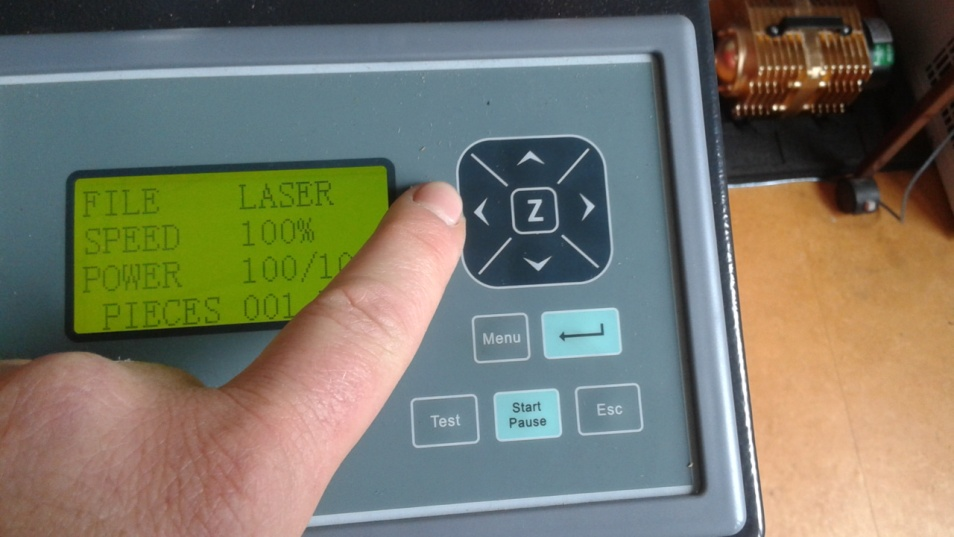 FILE LASER
SPEED 100%
POWER 100/10
PIECES 001
Z
Menu
Test
Start
Pause
Esc